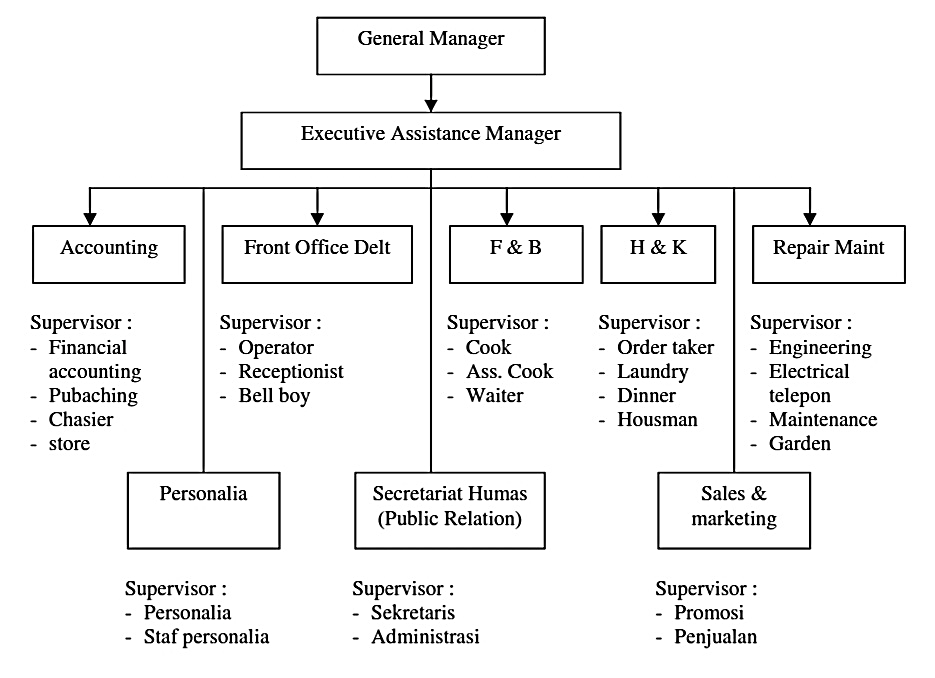 General Manager
Executive Assistance Manager
Accounting
Front Office Delt
F & B
H & K
Repair Maint
Supervisor :
- Financial
accounting
- Pubaching
- Chasier
- store
Supervisor :
- Operator
- Receptionist
- Bell boy
Supervisor :
- Cook
- Ass. Cook
- Waiter
Supervisor :
- Order taker
- Laundry
- Dinner
- Housman
Supervisor :
- Engineering
- Electrical
telepon
- Maintenance
- Garden
Personalia
Secretariat Humas
(Public Relation)
Sales &
marketing
Supervisor :
- Personalia
- Staf personalia
Supervisor :
- Sekretaris
- Administrasi
Supervisor :
- Promosi
- Penjualan